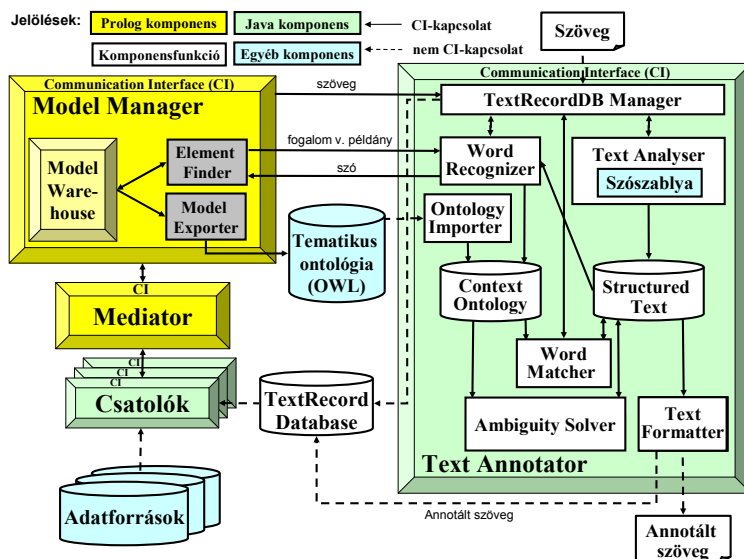 Jelölések:
Prolog komponens
Java komponens
CI-kapcsolat
Komponensfunkció
Egyéb komponens
nem CI-kapcsolat
Szöveg
Communication Interface (CI)
Model Manager
Model
Ware-
house
Element
Finder
Model
Exporter
szöveg
fogalom v. példány
szó
Tematikus
ontológia
(OWL)
Communication Interface (CI)
TextRecordDB Manager
Word
Recognizer
Text Analyser
Szószablya
Ontology
Importer
Context
Ontology
Structured
Text
Word
Matcher
Ambiguity Solver
Text
Formatter
Text Annotator
CI
Mediator
CI
CI
CI
Csatolók
TextRecord
Database
Adatforrások
Annotált szöveg
Annotált
szöveg